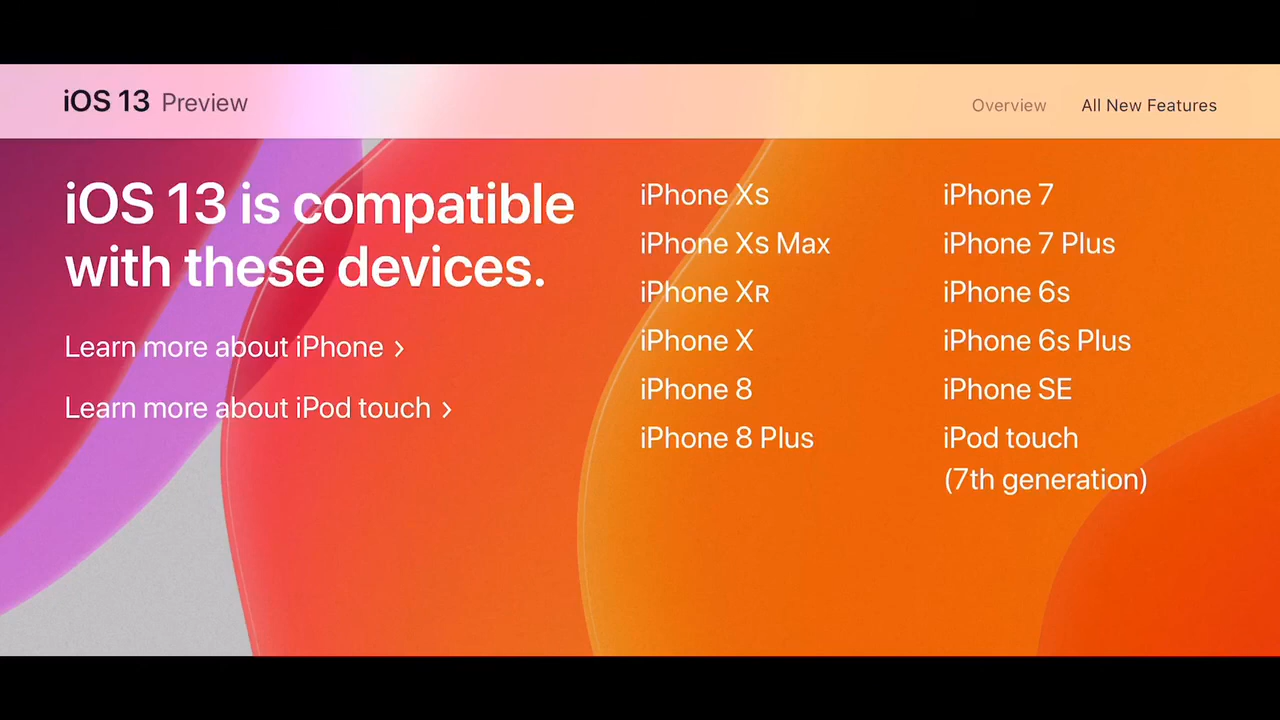 iOS 13 Preview
Overview
All New Features
iOS 13 is compatible
with these devices.
Learn more about iPhone >
Learn more about iPod touch >
iPhone Xs
iPhone Xs Max
iPhone XR
iPhone X
iPhone 8
iPhone 8 Plus
iPhone 7
iPhone 7 Plus
iPhone 6s
iPhone 6s Plus
iPhone SE
iPod touch
(7th generation)